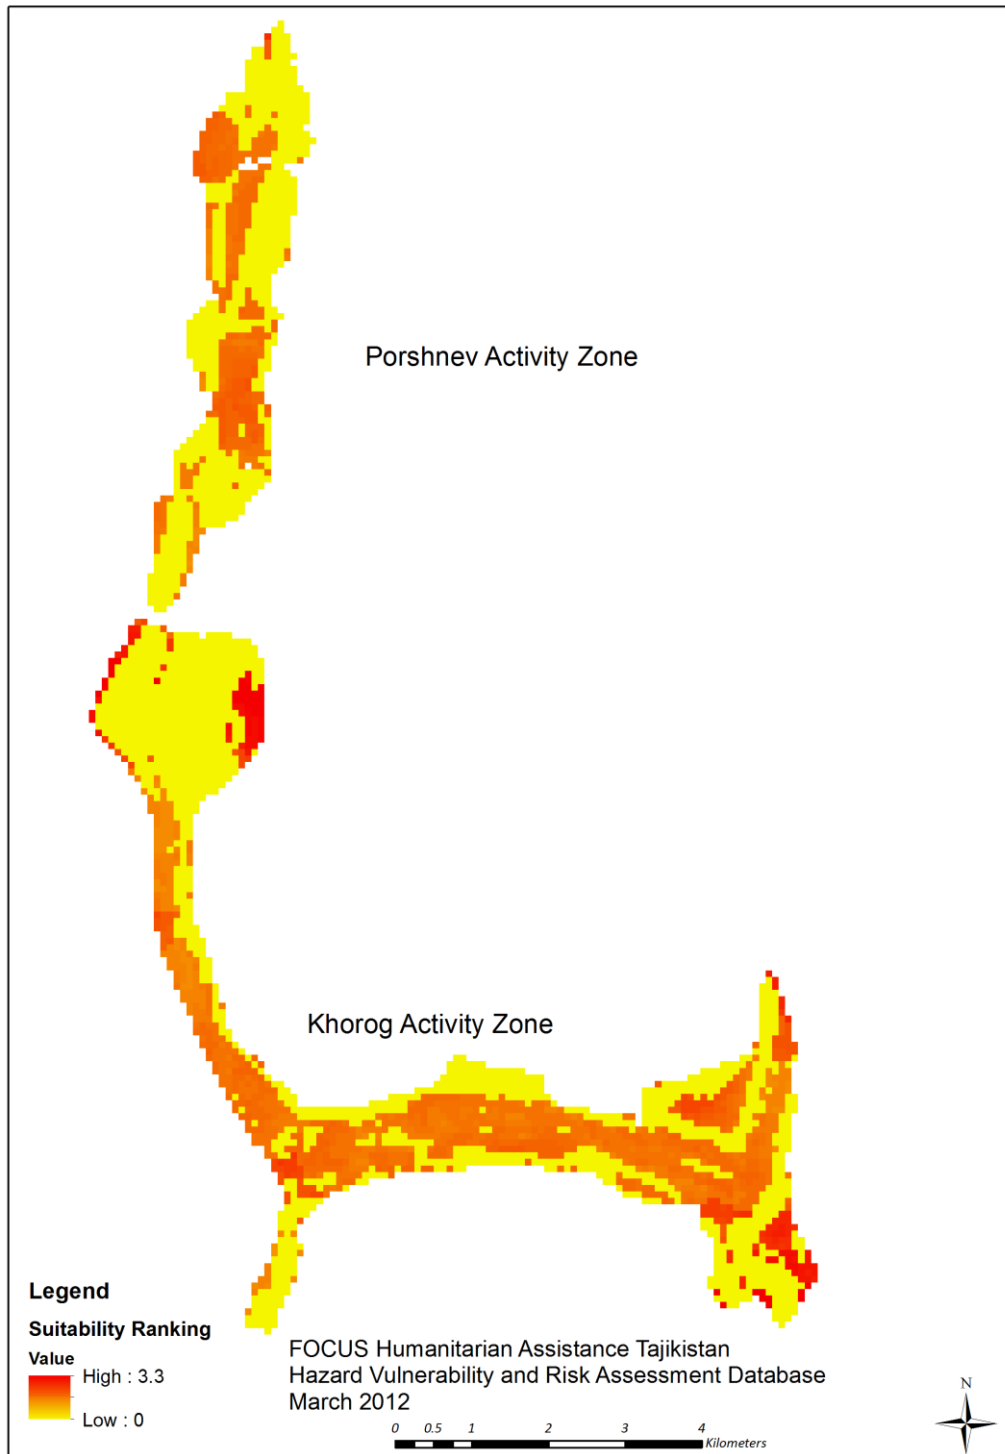 Porshnev Activity Zone
Khorog Activity Zone
Legend
Suitability Ranking
Value
High : 3.3
Low : 0
FOCUS Humanitarian Assistance Tajikistan
Hazard Vulnerability and Risk Assessment Database
March 2012
0 0.5 1 2 3 4
Kilometers
N